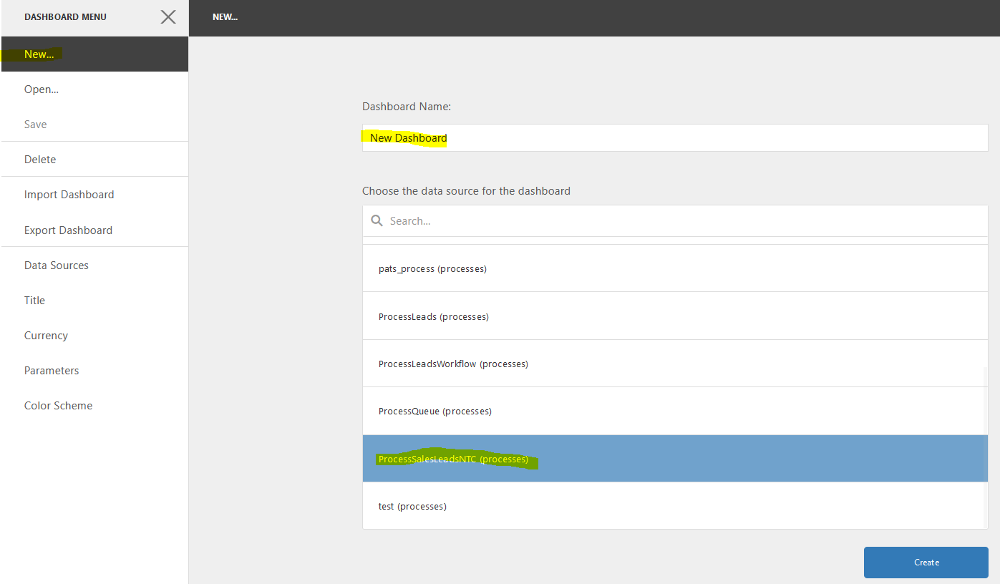 DASHBOARD MENU
New...
Open...
Save
Delete
Import Dashboard
Export Dashboard
Data Sources
Title
Currency
Parameters
Color Scheme
NEW...
Dashboard Name:
New Dashboard
Choose the data source for the dashboard
Search...
pats_process (processes)
ProcessLeads (processes)
ProcessLeadsWorkflow (processes)
ProcessQueue (processes)
ProcessSalesLeadsNTC (processes)
test (processes)
Create